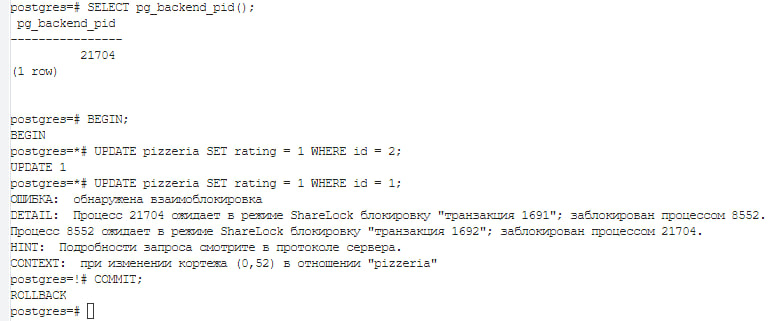 postgres=# SELECT pg_backend_pid();
pg_backend_pid
----------------
21704
(1 row)
postgres=# BEGIN;
BEGIN
postgres=*# UPDATE pizzeria SET rating = 1 WHERE id = 2;
UPDATE 1
postgres=*# UPDATE pizzeria SET rating = 1 WHERE id = 1;
ОШИБКА:  обнаружена взаимоблокировка
DETAIL:  Процесс 21704 ожидает в режиме ShareLock блокировку "транзакция 1691"; заблокирован процессом 8552.
Процесс 8552 ожидает в режиме ShareLock блокировку "транзакция 1692"; заблокирован процессом 21704.
HINT:  Подробности запроса смотрите в протоколе сервера.
CONTEXT:  при изменении кортежа (0,52) в отношении "pizzeria"
postgres=!# COMMIT;
ROLLBACK
postgres=#